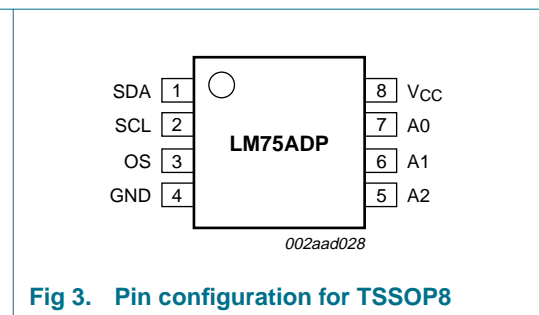 SDA 1 8 VCC
SCL 2 7 A0
LM75ADP
OS 3 6 A1
GND 4 5 A2
002aad028
Fig 3. Pin configuration for TSSOP8